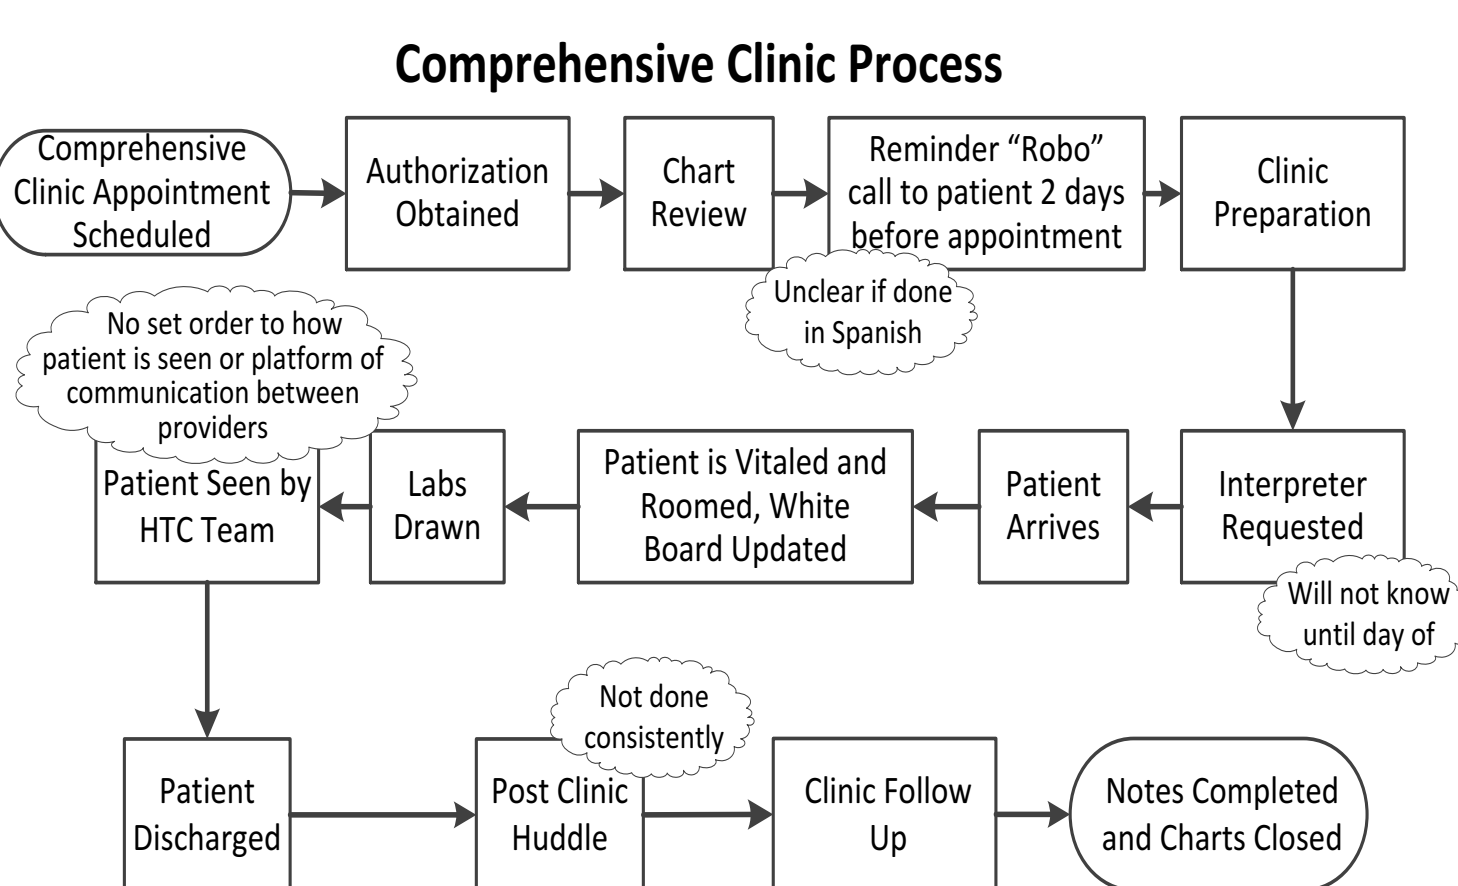 Comprehensive Clinic Process
Comprehensive
Clinic Appointment
Scheduled
Authorization
Obtained
Chart
Review
Reminder “Robo”
call to patient 2 days
before appointment
Clinic
Preparation
Unclear if done
in Spanish
No set order to how
patient is seen or platform of
communication between
providers
Patient Seen by
HTC Team
Labs
Drawn
Patient is Vitaled and
Roomed, White
Board Updated
Patient
Arrives
Interpreter
Requested
Will not know
until day of
Not done
consistently
Patient
Discharged
Post Clinic
Huddle
Clinic Follow
Up
Notes Completed
and Charts Closed